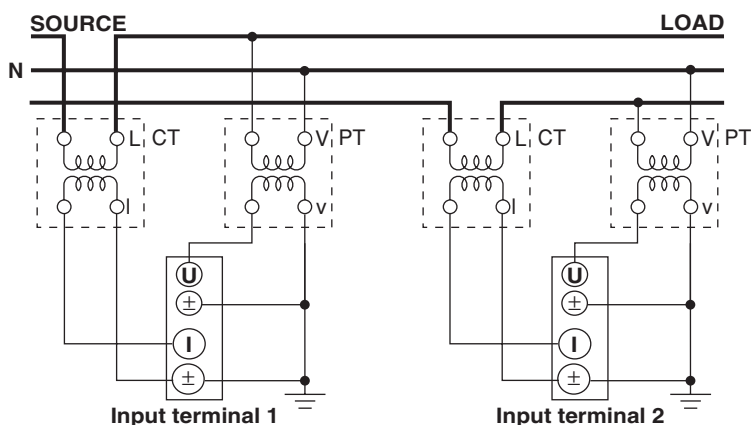 SOURCE LOAD
N
L CT V PT L CT V PT
l v l v
U U
± ±
I I
± ±
Input terminal 1 Input terminal 2